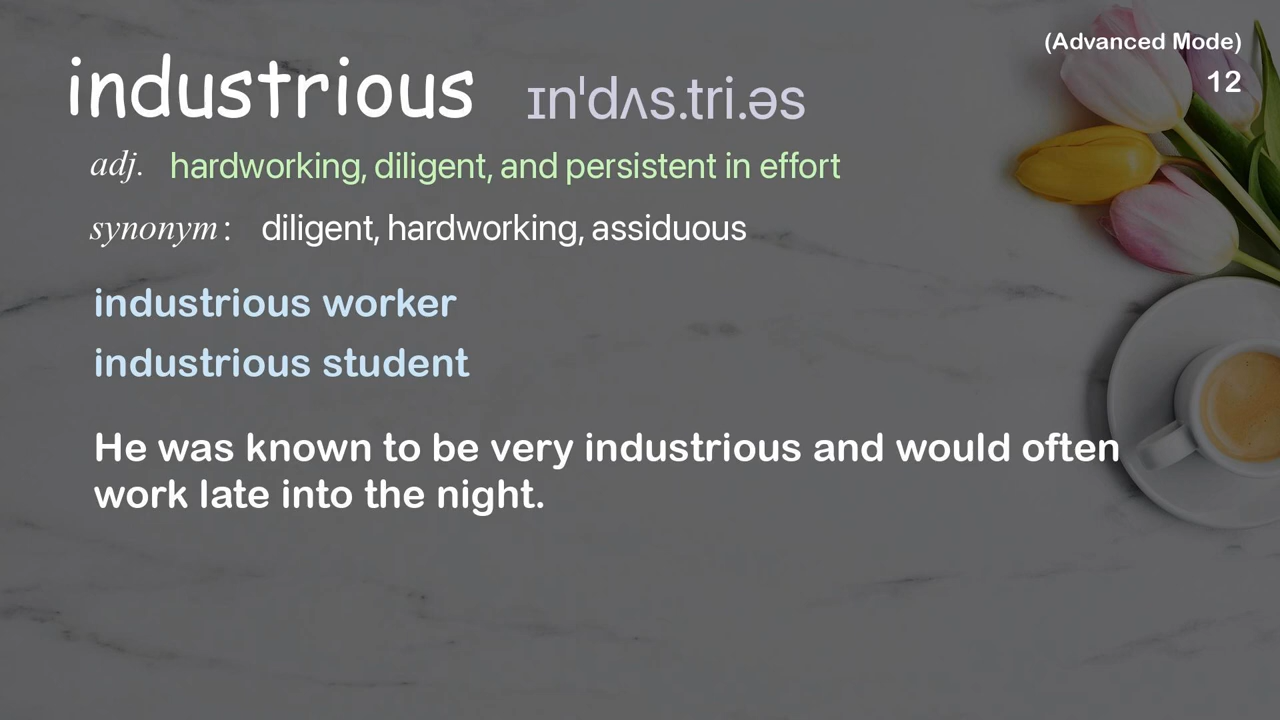 (Advanced Mode)
12
industrious ɪnˈdʌs.tri.əs
adj. hardworking, diligent, and persistent in effort
synonym: diligent, hardworking, assiduous
industrious worker
industrious student
He was known to be very industrious and would often
work late into the night.